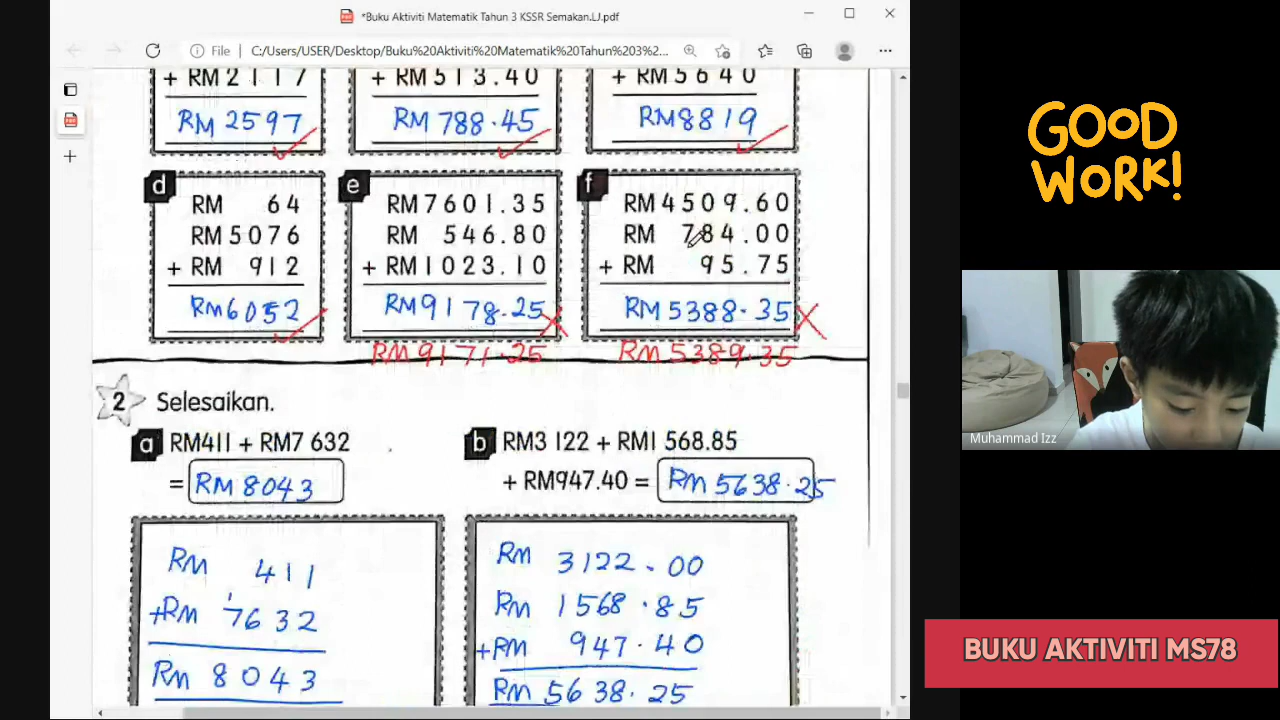 *Buku Aktiviti Matematik Tahun 3 KSSR Semakan.LJ.pdf
File C:/Users/USER/Desktop/Buku%20Aktiviti%20Matematik%20Tahun%203%2...
+ RM 2 1 1 7
RM 2597
+ RM 5 1 3 . 4 0
RM 788.45
+ RM 5 6 4 0
RM8819
d
RM 6 4
RM 5 0 7 6
+ RM 9 1 2
RM6052
e
RM 7 6 0 1 . 3 5
RM 5 4 6 . 8 0
+ RM 1 0 2 3 . 1 0
RM9178.25
RM 9171.25
f
RM 4 5 0 9 . 6 0
RM 7 8 4 . 0 0
+ RM 9 5 . 7 5
RM 5388.35
RM 5389.35
2 Selesaikan.
a RM411 + RM7 632
= RM 8043
RM 411
+RM 7632
RM 8043
b RM3 122 + RM1 568.85
+ RM947.40 = RM 5638.25
RM 3122.00
RM 1568.85
+RM 947.40
RM 5638.25
GOOD
WORK!
Muhammad Izz
BUKU AKTIVITI MS78